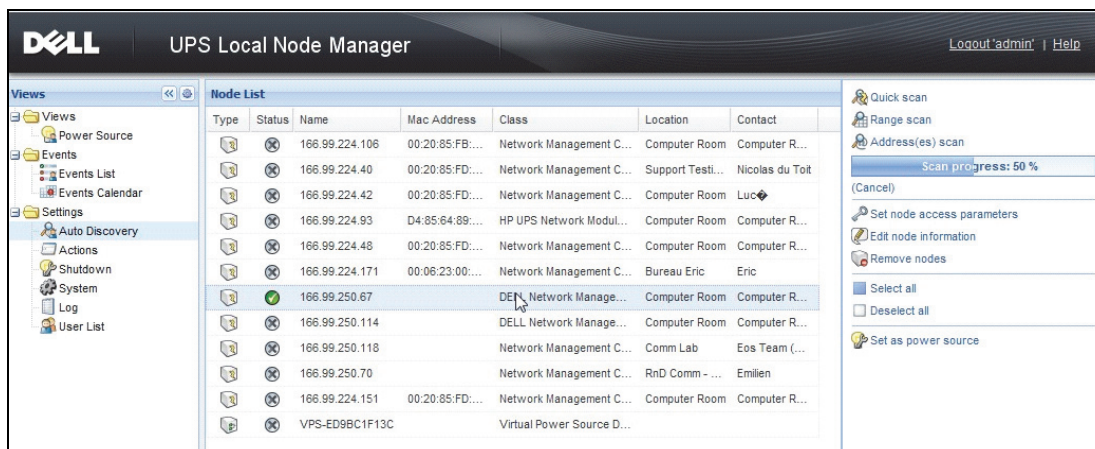 DELL UPS Local Node Manager Logout 'admin' | Help
Views
Views
Power Source
Events
Events List
Events Calendar
Settings
Auto Discovery
Actions
Shutdown
System
Log
User List
Node List
Type Status Name Mac Address Class Location Contact
166.99.224.106 00:20:85:FB:... Network Management C... Computer Room Computer R...
166.99.224.40 00:20:85:FD:... Network Management C... Support Testi... Nicolas du Toit
166.99.224.42 00:20:85:FD:... Network Management C... Computer Room Luc�
166.99.224.93 D4:85:64:89:... HP UPS Network Modul... Computer Room Computer R...
166.99.224.48 00:20:85:FD:... Network Management C... Computer Room Computer R...
166.99.224.171 00:06:23:00:... Network Management C... Bureau Eric Eric
166.99.250.67 DELL Network Manage... Computer Room Computer R...
166.99.250.114 DELL Network Manage... Computer Room Computer R...
166.99.250.118 Network Management C... Comm Lab Eos Team (...
166.99.250.70 Network Management C... RnD Comm - ... Emilien
166.99.224.151 00:20:85:FD:... Network Management C... Computer Room Computer R...
VPS-ED9BC1F13C Virtual Power Source D...
Quick scan
Range scan
Address(es) scan
Scan progress: 50 %
(Cancel)
Set node access parameters
Edit node information
Remove nodes
Select all
Deselect all
Set as power source